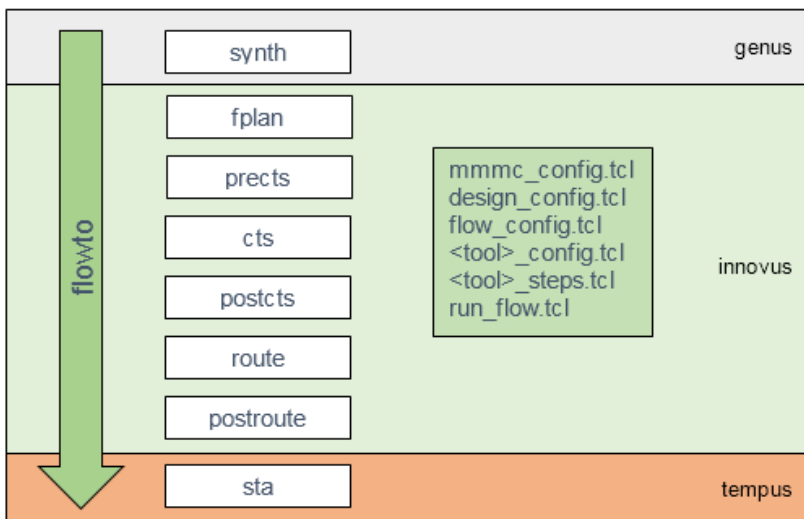 flowto
synth
genus
fplan
prects
cts
postcts
route
postroute
mmmc_config.tcl
design_config.tcl
flow_config.tcl
<tool>_config.tcl
<tool>_steps.tcl
run_flow.tcl
innovus
sta
tempus